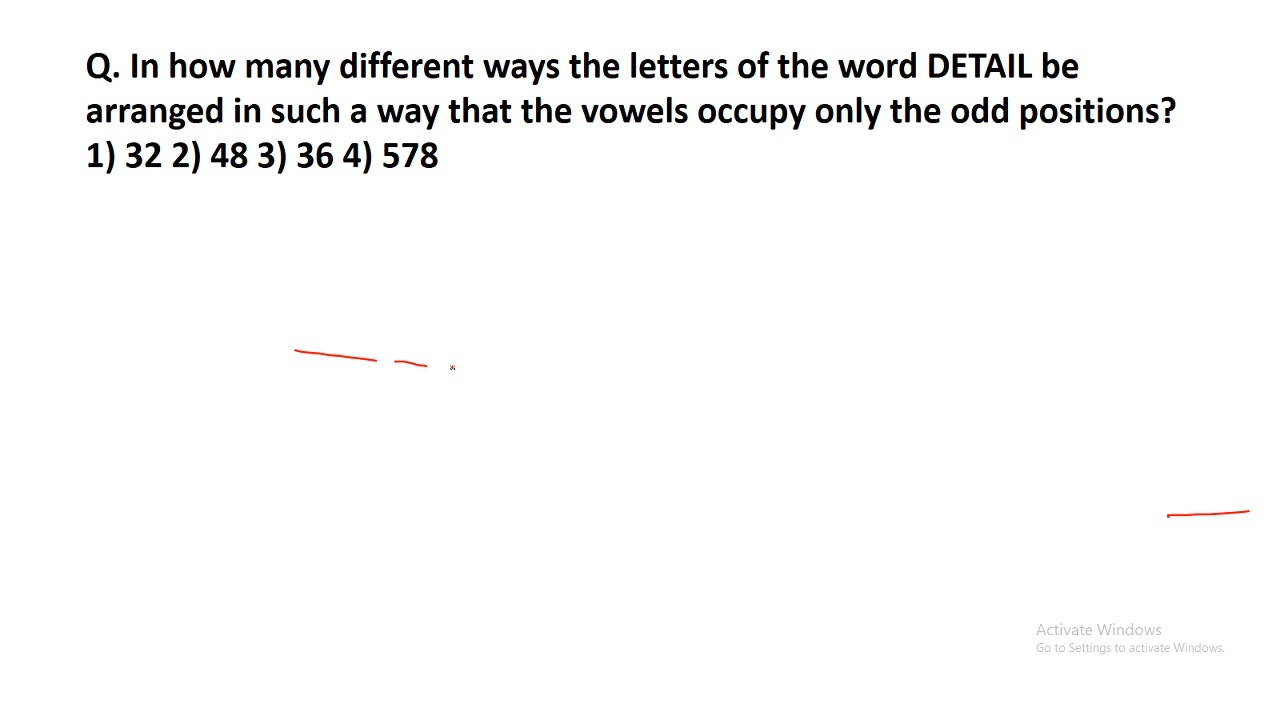 Q. In how many different ways the letters of the word DETAIL be
arranged in such a way that the vowels occupy only the odd positions?
1) 32 2) 48 3) 36 4) 578
Activate Windows
Go to Settings to activate Windows.